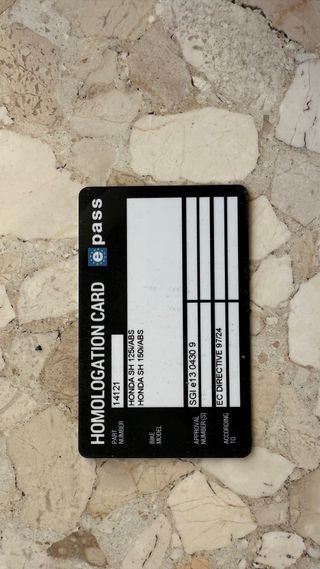 HOMOLOGATION CARD e pass
PART NUMBER 14121
BIKE MODEL HONDA SH 125i/ABS
HONDA SH 150i/ABS
APPROVAL NUMBER (S) SGI e13 0430 9
ACCORDING TO EC DIRECTIVE 97/24